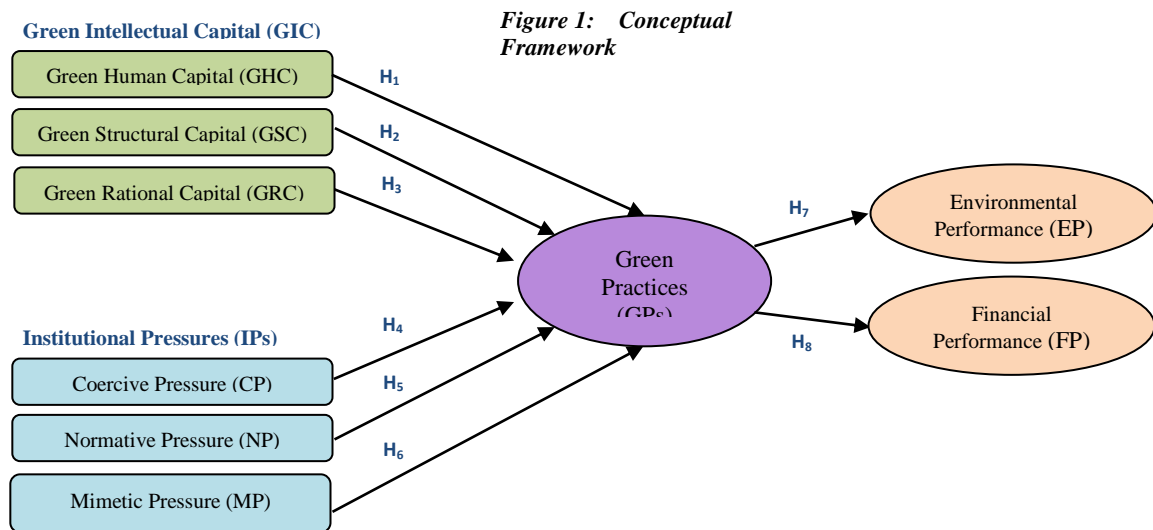 Figure 1: Conceptual
Framework
Green Intellectual Capital (GIC)
Green Human Capital (GHC)
H1
Green Structural Capital (GSC)
H2
Green Rational Capital (GRC)
H3
Green
Practices
(GPs)
H7
Environmental
Performance (EP)
H8
Financial
Performance (FP)
Institutional Pressures (IPs)
H4
Coercive Pressure (CP)
H5
Normative Pressure (NP)
H6
Mimetic Pressure (MP)